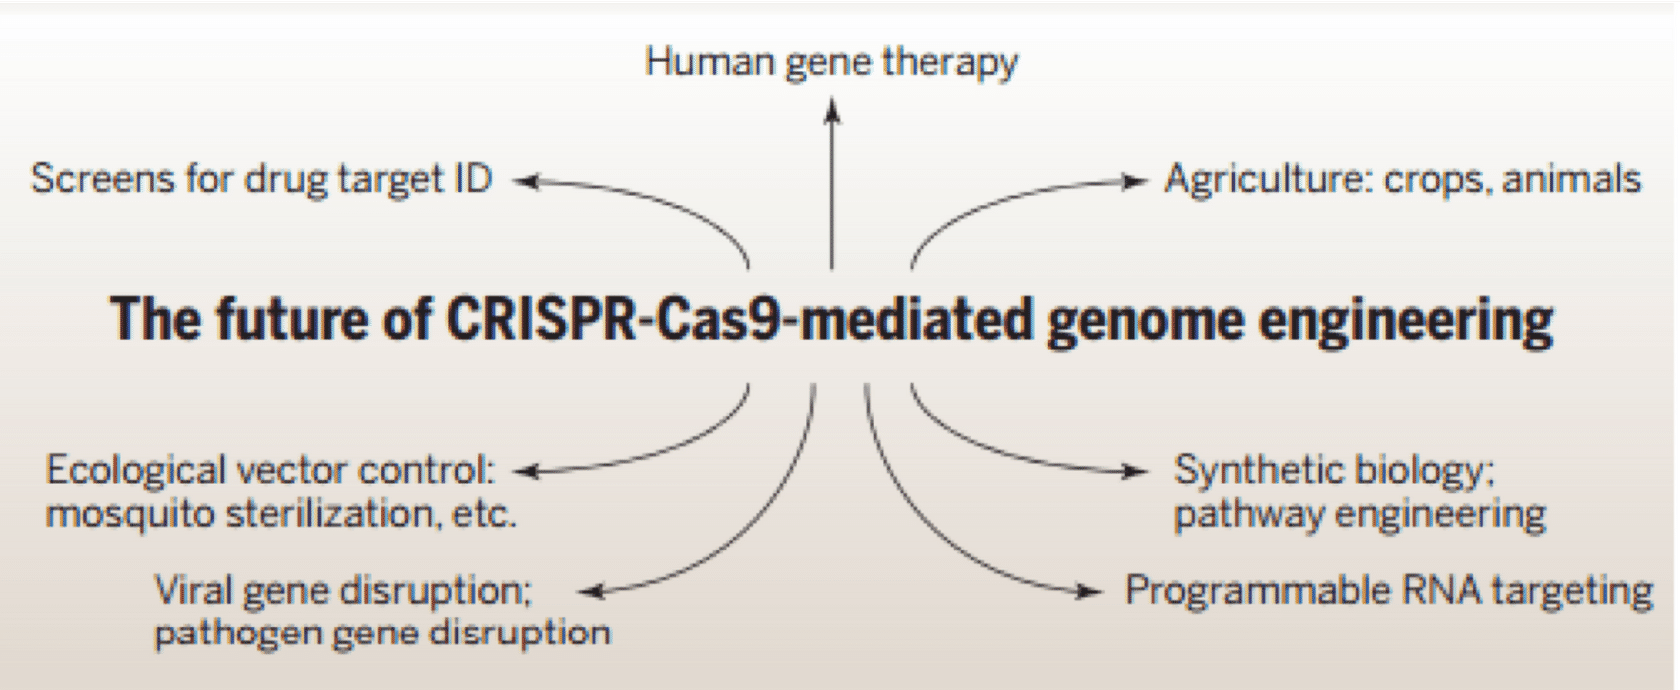 Human gene therapy
Screens for drug target ID
Agriculture: crops, animals
The future of CRISPR-Cas9-mediated genome engineering
Ecological vector control:
mosquito sterilization, etc.
Synthetic biology;
pathway engineering
Viral gene disruption;
pathogen gene disruption
Programmable RNA targeting